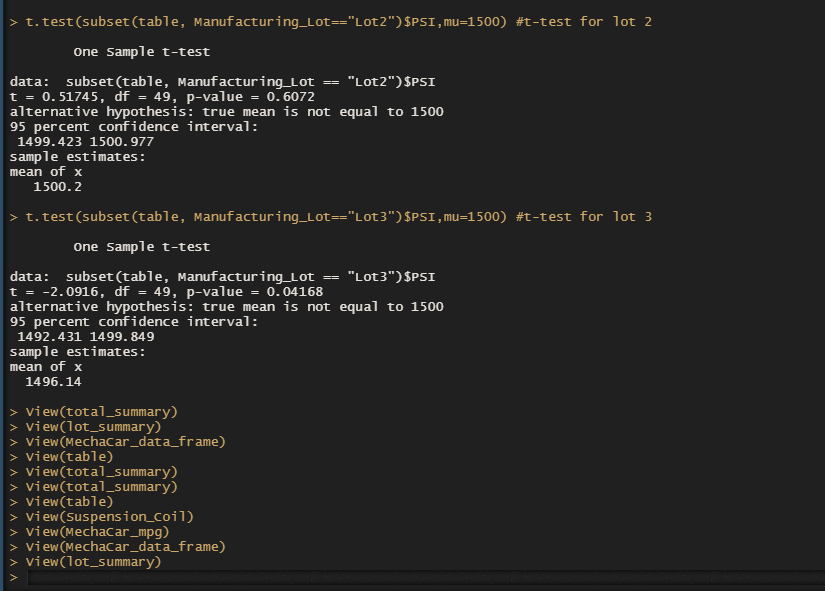 > t.test(subset(table, Manufacturing_Lot=="Lot2")$PSI,mu=1500) #t-test for lot 2
One Sample t-test
data:  subset(table, Manufacturing_Lot == "Lot2")$PSI
t = 0.51745, df = 49, p-value = 0.6072
alternative hypothesis: true mean is not equal to 1500
95 percent confidence interval:
1499.423 1500.977
sample estimates:
mean of x
1500.2
> t.test(subset(table, Manufacturing_Lot=="Lot3")$PSI,mu=1500) #t-test for lot 3
One Sample t-test
data:  subset(table, Manufacturing_Lot == "Lot3")$PSI
t = -2.0916, df = 49, p-value = 0.04168
alternative hypothesis: true mean is not equal to 1500
95 percent confidence interval:
1492.431 1499.849
sample estimates:
mean of x
1496.14
> View(total_summary)
> View(lot_summary)
> View(MechaCar_data_frame)
> View(table)
> View(total_summary)
> View(total_summary)
> View(table)
> View(Suspension_Coil)
> View(MechaCar_mpg)
> View(MechaCar_data_frame)
> View(lot_summary)
>